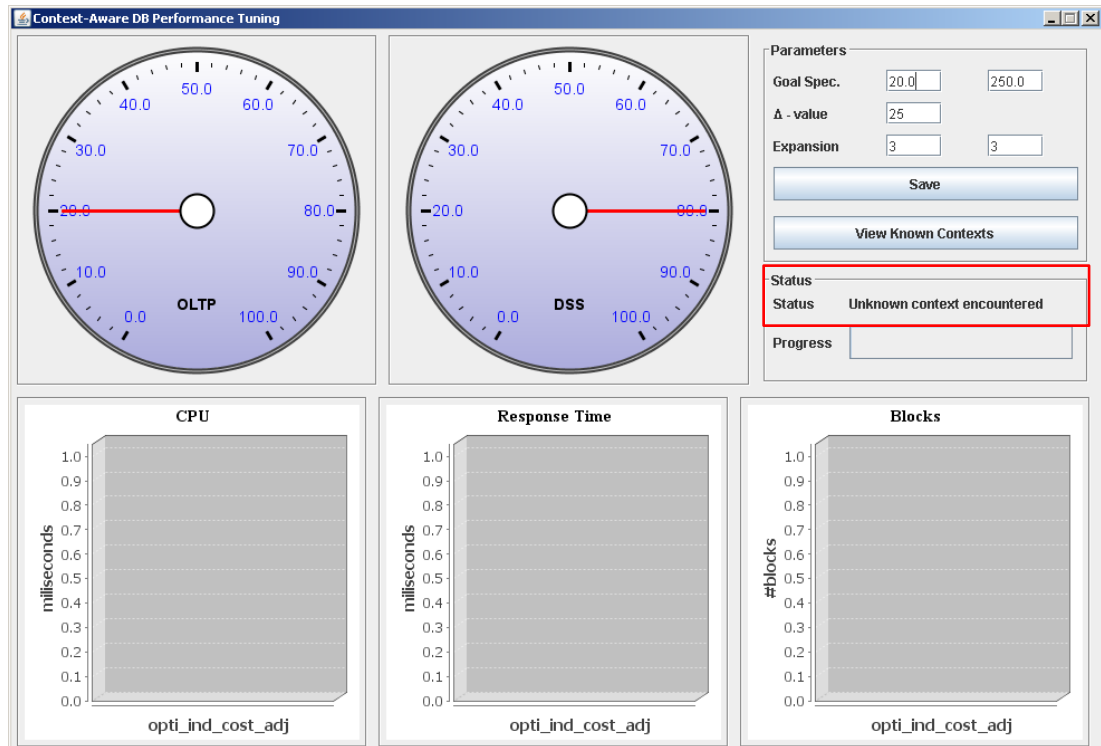 Context-Aware DB Performance Tuning
50.0
40.0 60.0
30.0 70.0
20.0 80.0
10.0 90.0
OLTP
0.0 100.0
50.0
40.0 60.0
30.0 70.0
20.0 80.0
10.0 90.0
DSS
0.0 100.0
Parameters
Goal Spec. 20.0 250.0
Δ - value 25
Expansion 3 3
Save
View Known Contexts
Status
Status Unknown context encountered
Progress
CPU
1.0
0.9
0.8
0.7
0.6
0.5
0.4
0.3
0.2
0.1
0.0
miliseconds
opti_ind_cost_adj
Response Time
1.0
0.9
0.8
0.7
0.6
0.5
0.4
0.3
0.2
0.1
0.0
miliseconds
opti_ind_cost_adj
Blocks
1.0
0.9
0.8
0.7
0.6
0.5
0.4
0.3
0.2
0.1
0.0
#blocks
opti_ind_cost_adj